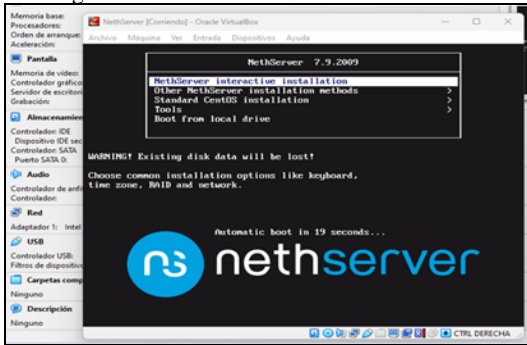 Memoria base:
Procesadores:
Orden de arranque:
Aceleración:
Pantalla
Memoria de vídeo:
Controlador gráfico
Servidor de escritori
Grabación:
Almacenamien
Controlador: IDE
Dispositivo IDE sec
Controlador: SATA
Puerto SATA 0:
Audio
Controlador de anfi
Controlador:
Red
Adaptador 1: Intel
USB
Controlador USB:
Filtros de dispositivo
Carpetas comp
Ninguno
Descripción
Ninguno
NethServer [Corriendo] - Oracle VirtualBox
Archivo Máquina Ver Entrada Dispositivos Ayuda
NethServer 7.9.2009
NethServer interactive installation
Other NethServer installation methods >
Standard CentOS installation >
Tools >
Boot from local drive
WARNING! Existing disk data will be lost!
Choose common installation options like keyboard,
time zone, RAID and network.
Automatic boot in 19 seconds...
ns nethserver
CTRL DERECHA